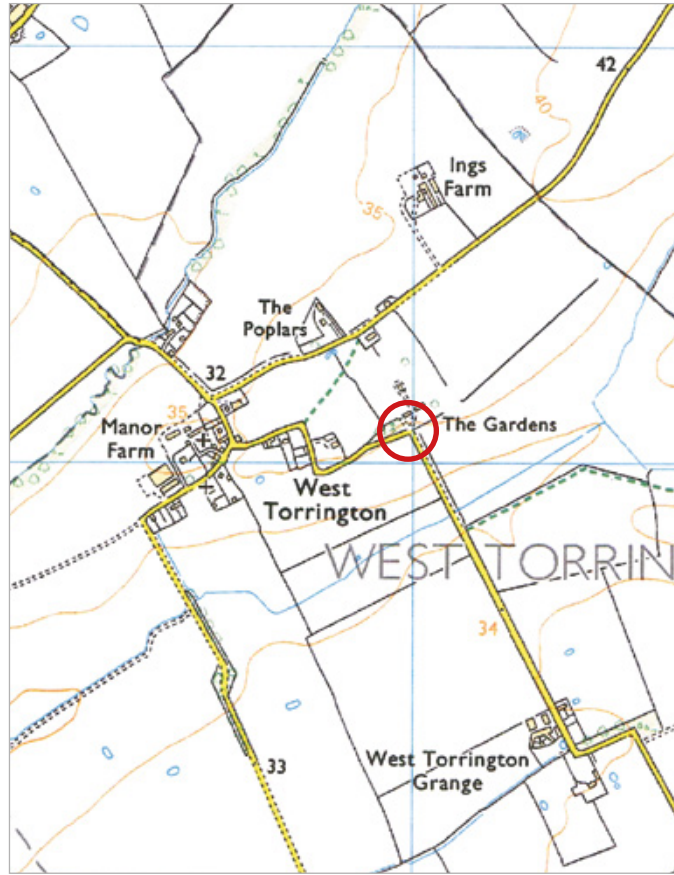 42
40
Ings
Farm
35
The
Poplars
32
35
Manor
Farm
The Gardens
West
Torrington
WEST TORRIN
34
West Torrington
Grange
33